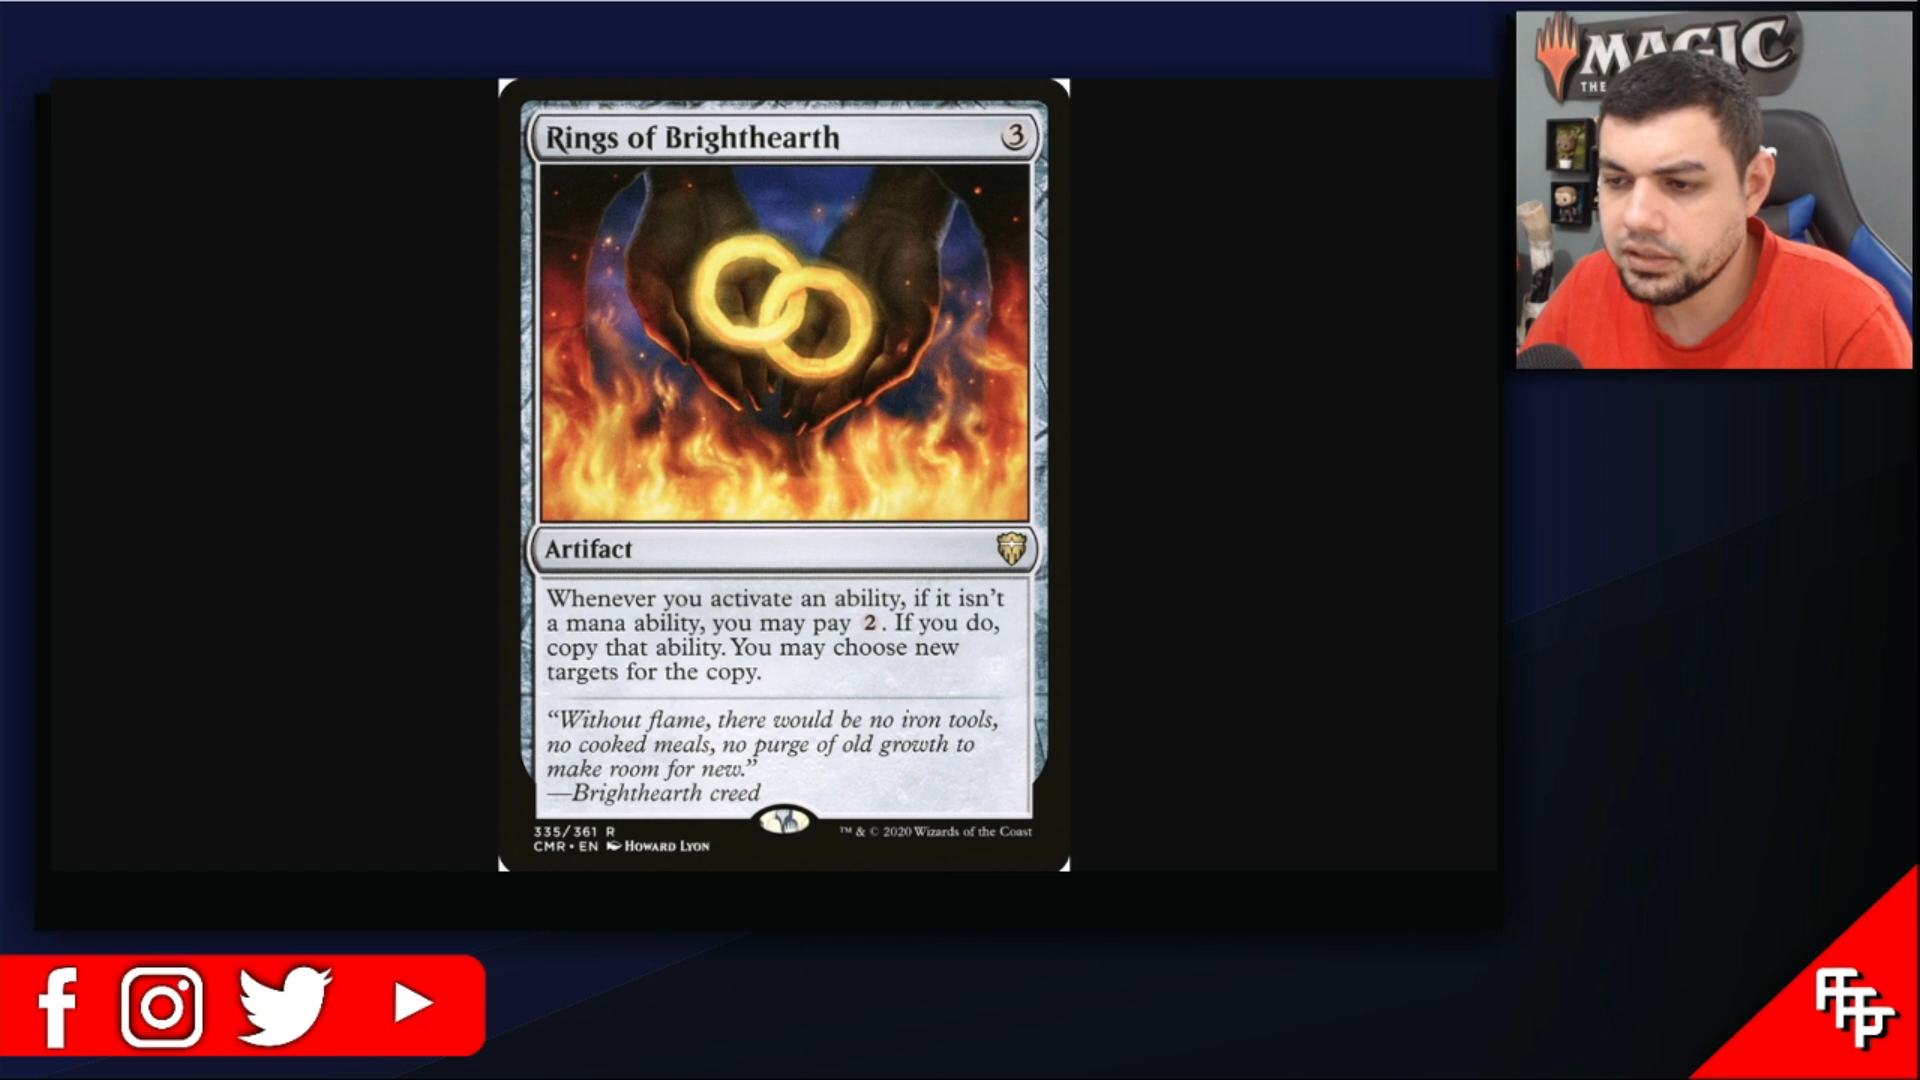 Rings of Brighthearth
3
Artifact
Whenever you activate an ability, if it isn't
a mana ability, you may pay 2. If you do,
copy that ability. You may choose new
targets for the copy.
“Without flame, there would be no iron tools,
no cooked meals, no purge of old growth to
make room for new.”
—Brighthearth creed
335/361 R
CMR • EN Howard Lyon
™ & © 2020 Wizards of the Coast
MAGIC
THE